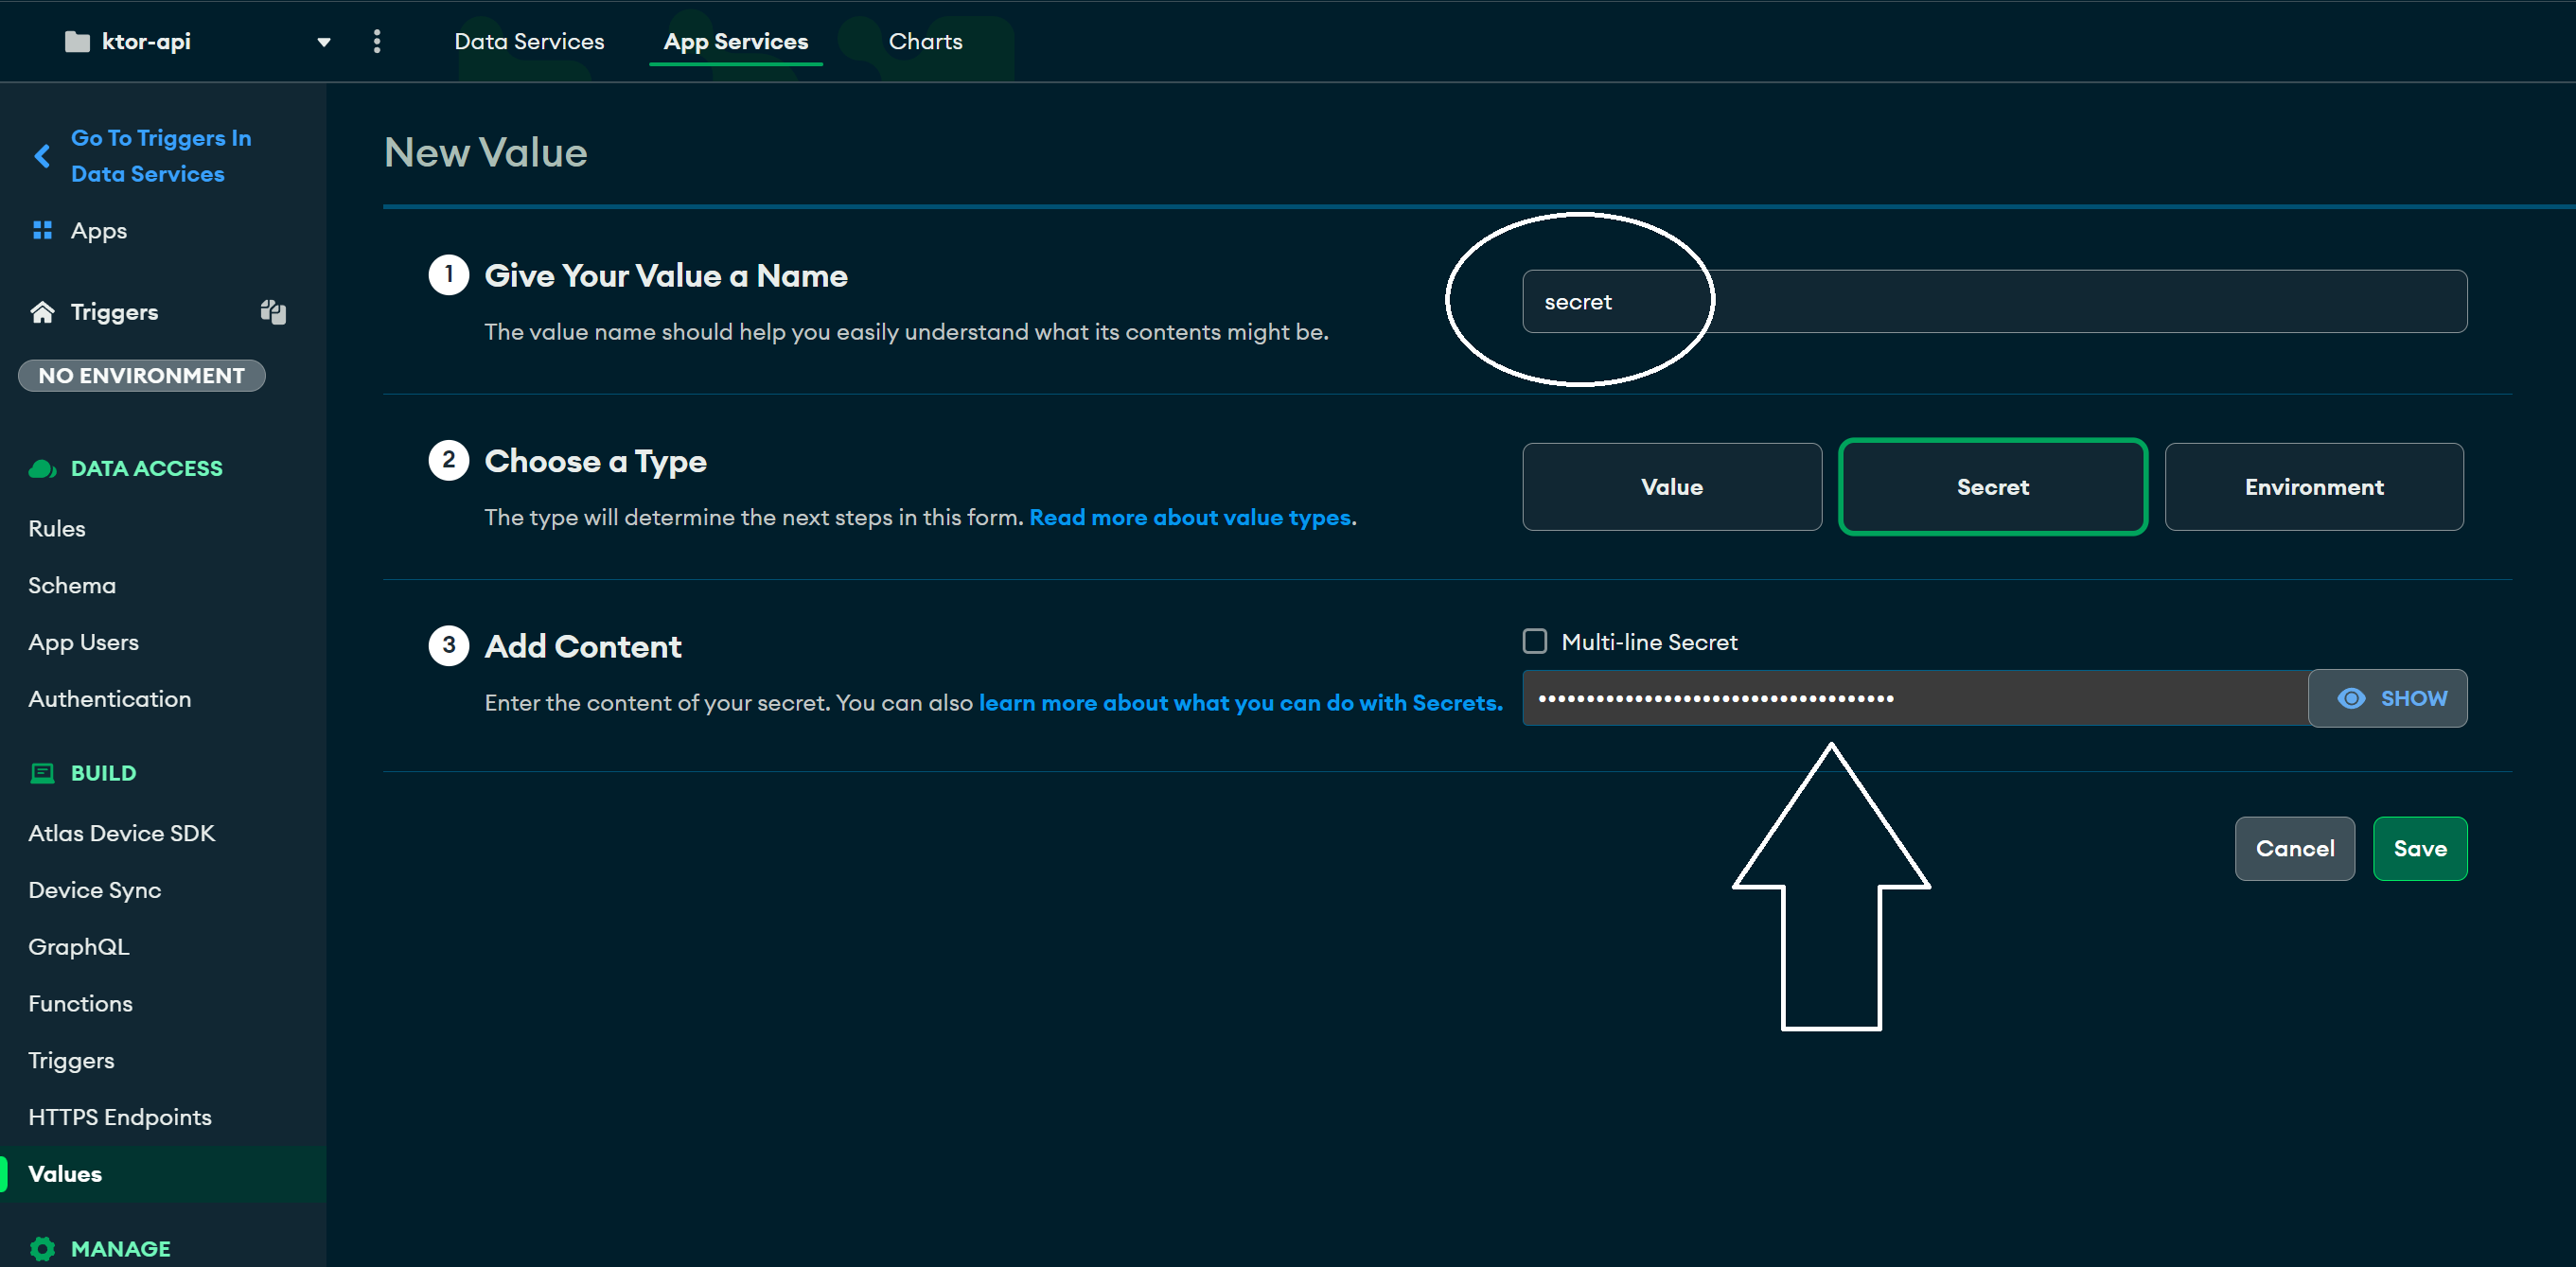 ktor-api
Data Services
App Services
Charts
Go To Triggers In
Data Services
Apps
Triggers
NO ENVIRONMENT
DATA ACCESS
Rules
Schema
App Users
Authentication
BUILD
Atlas Device SDK
Device Sync
GraphQL
Functions
Triggers
HTTPS Endpoints
Values
MANAGE
New Value
1 Give Your Value a Name
The value name should help you easily understand what its contents might be.
secret
2 Choose a Type
The type will determine the next steps in this form. Read more about value types.
Value
Secret
Environment
3 Add Content
Enter the content of your secret. You can also learn more about what you can do with Secrets.
Multi-line Secret
•••••••••••••••••••••••••••••••••••••
SHOW
Cancel
Save